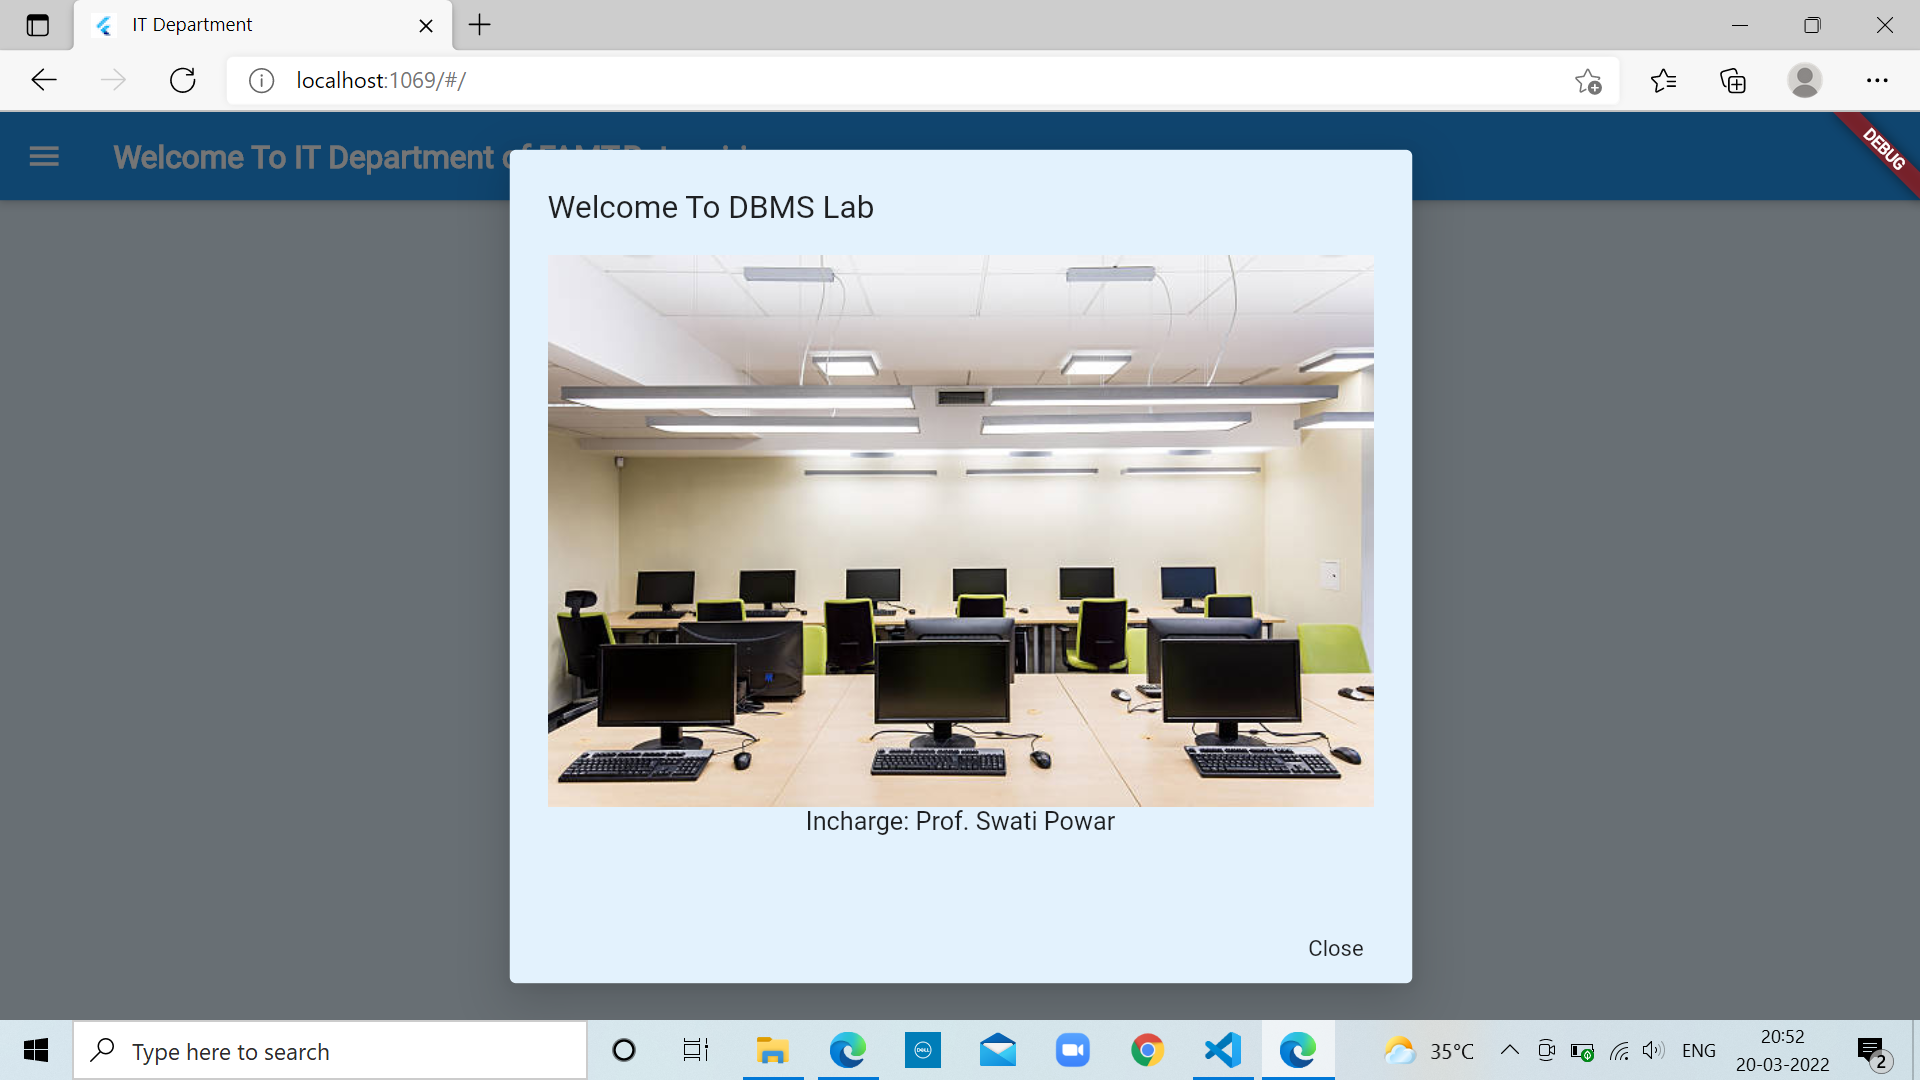 IT Department
localhost:1069/#/
Welcome To IT Department
DEBUG
Welcome To DBMS Lab
Incharge: Prof. Swati Powar
Close
Type here to search
DELL
35°C
ENG
20:52
20-03-2022
2